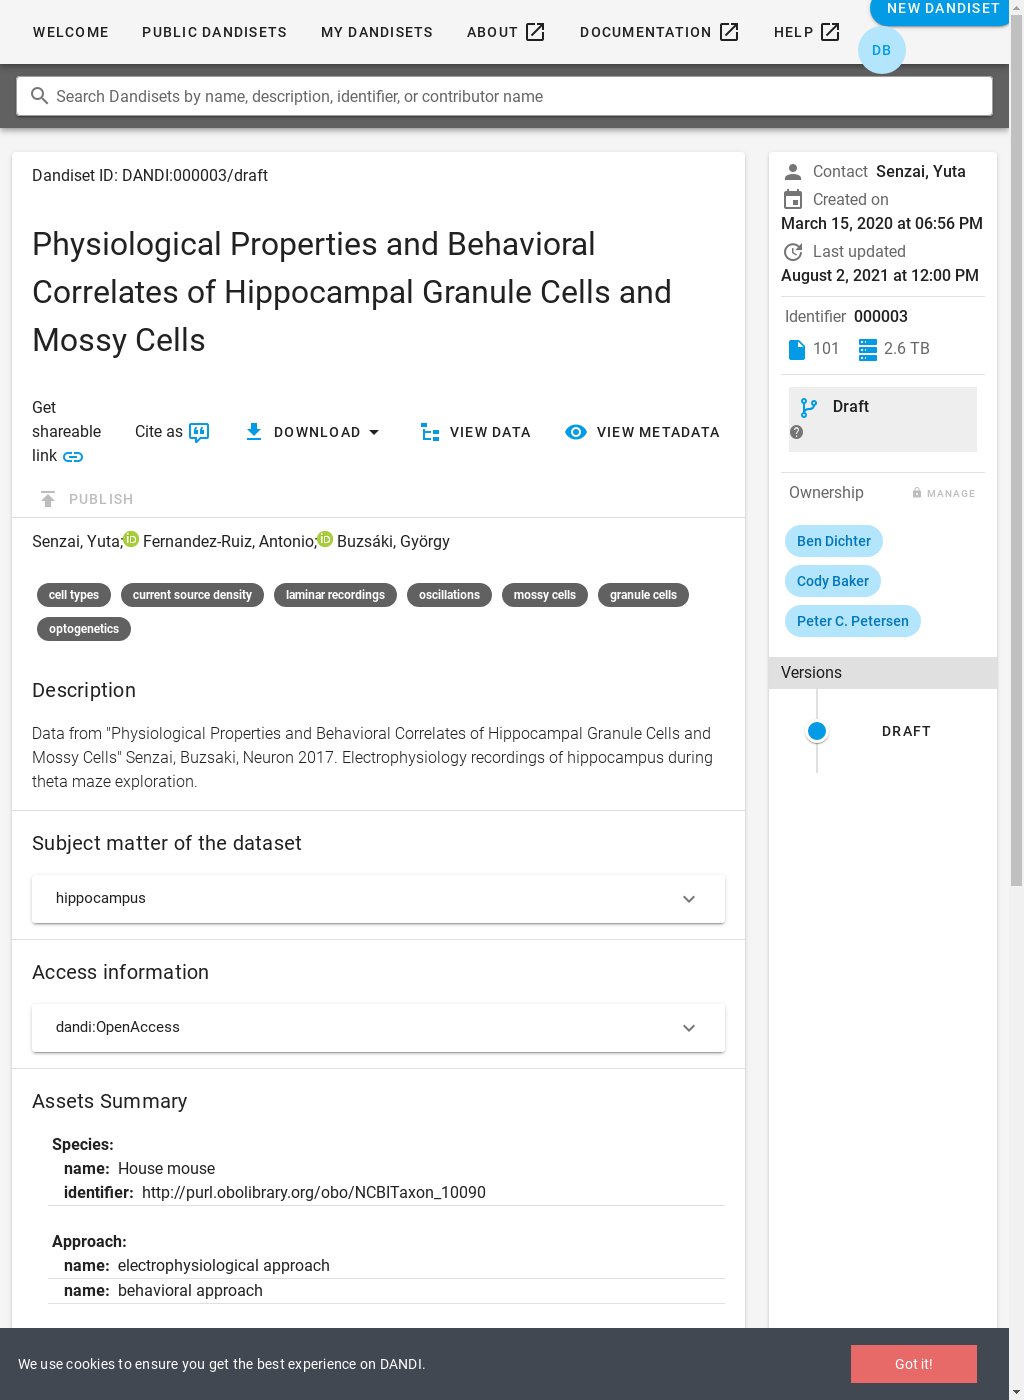 WELCOME PUBLIC DANDISETS MY DANDISETS ABOUT DOCUMENTATION HELP NEW DANDISET
DB
Search Dandisets by name, description, identifier, or contributor name
Dandiset ID: DANDI:000003/draft
Physiological Properties and Behavioral
Correlates of Hippocampal Granule Cells and
Mossy Cells
Get
shareable
link
Cite as
DOWNLOAD
VIEW DATA
VIEW METADATA
PUBLISH
Senzai, Yuta; Fernandez-Ruiz, Antonio; Buzsáki, György
cell types current source density laminar recordings oscillations mossy cells granule cells
optogenetics
Description
Data from "Physiological Properties and Behavioral Correlates of Hippocampal Granule Cells and
Mossy Cells" Senzai, Buzsaki, Neuron 2017. Electrophysiology recordings of hippocampus during
theta maze exploration.
Subject matter of the dataset
hippocampus
Access information
dandi:OpenAccess
Assets Summary
Species:
name: House mouse
identifier: http://purl.obolibrary.org/obo/NCBITaxon_10090
Approach:
name: electrophysiological approach
name: behavioral approach
Contact Senzai, Yuta
Created on
March 15, 2020 at 06:56 PM
Last updated
August 2, 2021 at 12:00 PM
Identifier 000003
101 2.6 TB
Draft
Ownership MANAGE
Ben Dichter
Cody Baker
Peter C. Petersen
Versions
DRAFT
We use cookies to ensure you get the best experience on DANDI.
Got it!